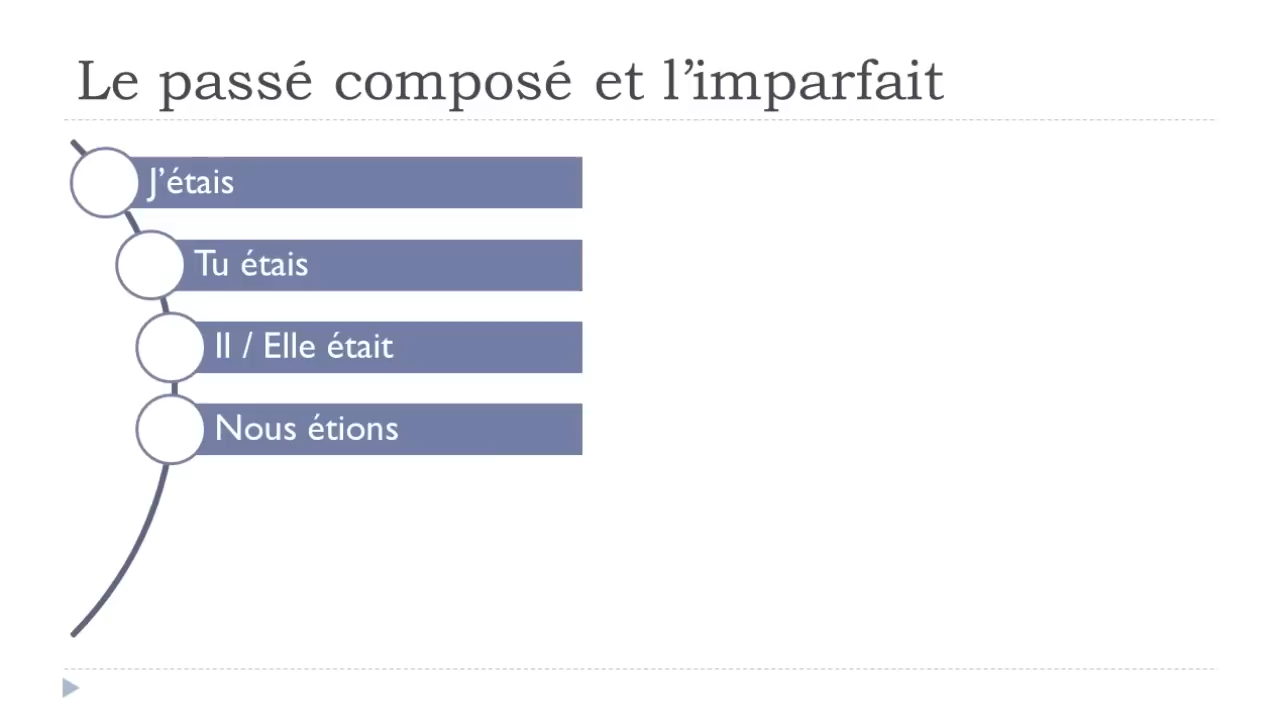 Le passé composé et l’imparfait
J’étais
Tu étais
Il / Elle était
Nous étions